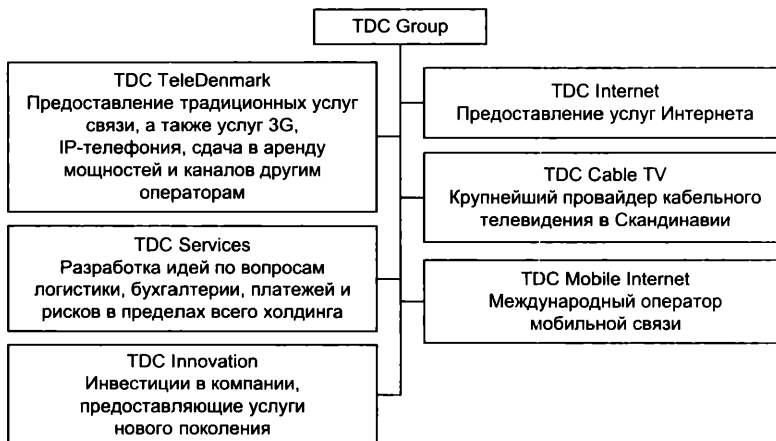 TDC Group
TDC TeleDenmark
Предоставление традиционных услуг
связи, а также услуг 3G,
IP-телефония, сдача в аренду
мощностей и каналов другим
операторам
TDC Services
Разработка идей по вопросам
логистики, бухгалтерии, платежей и
рисков в пределах всего холдинга
TDC Innovation
Инвестиции в компании,
предоставляющие услуги
нового поколения
TDC Internet
Предоставление услуг Интернета
TDC Cable TV
Крупнейший провайдер кабельного
телевидения в Скандинавии
TDC Mobile Internet
Международный оператор
мобильной связи